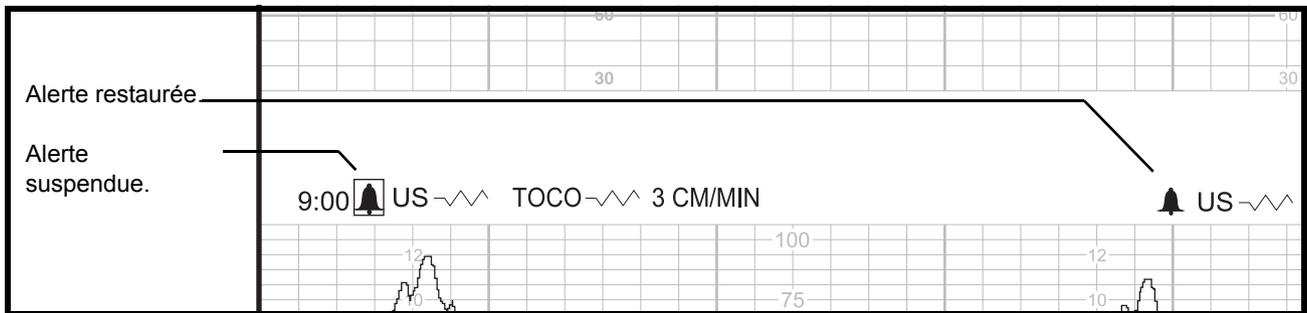 60 60
30 30
Alerte restaurée
Alerte
suspendue.
9:00 US TOCO 3 CM/MIN US
100
12 12
10 75 10